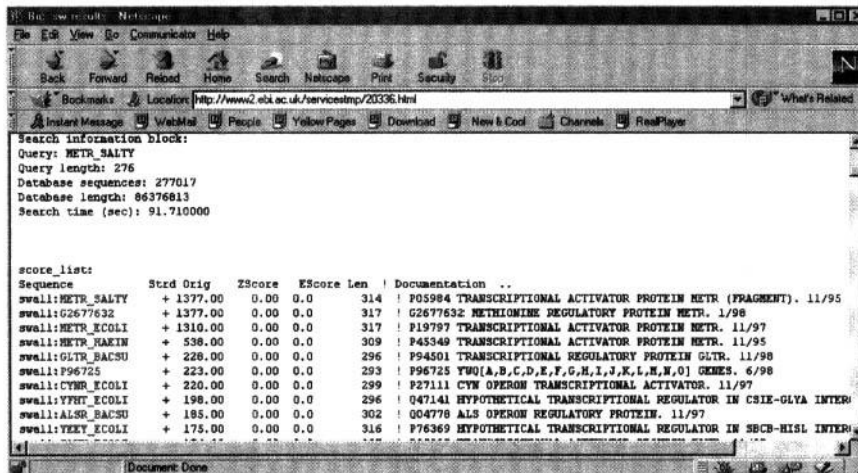 Netscape
File Edit View Go Communicator Help
Back Forward Reload Home Search Netscape Print Security Stop
Bookmarks Location: http://www2.ebi.ac.uk/servicestmp/20336.html What's Related
Instant Message WebMail People Yellow Pages Download New & Cool Channels RealPlayer
Search information block:
Query: METR_SALTY
Query length: 276
Database sequences: 277017
Database length: 86376813
Search time (sec): 91.710000
score_list:
Sequence Strd Orig ZScore EScore Len ! Documentation ..
swall:METR_SALTY + 1377.00 0.00 0.0 314 ! P05984 TRANSCRIPTIONAL ACTIVATOR PROTEIN METR (FRAGMENT). 11/95
swall:G2677632 + 1377.00 0.00 0.0 317 ! G2677632 METHIONINE REGULATORY PROTEIN METR. 1/98
swall:METR_ECOLI + 1310.00 0.00 0.0 317 ! P19797 TRANSCRIPTIONAL ACTIVATOR PROTEIN METR. 11/97
swall:METR_HAEIN + 538.00 0.00 0.0 309 ! P45349 TRANSCRIPTIONAL ACTIVATOR PROTEIN METR. 11/95
swall:GLTR_BACSU + 228.00 0.00 0.0 296 ! P94501 TRANSCRIPTIONAL REGULATORY PROTEIN GLTR. 11/98
swall:P96725 + 223.00 0.00 0.0 293 ! P96725 YWQ[A,B,C,D,E,F,G,H,I,J,K,L,M,N,O] GENES. 6/98
swall:CYNR_ECOLI + 220.00 0.00 0.0 299 ! P27111 CYN OPERON TRANSCRIPTIONAL ACTIVATOR. 11/97
swall:YFHT_ECOLI + 198.00 0.00 0.0 296 ! Q47141 HYPOTHETICAL TRANSCRIPTIONAL REGULATOR IN CSIE-GLYA INTER
swall:ALSR_BACSU + 185.00 0.00 0.0 302 ! Q04778 ALS OPERON REGULATORY PROTEIN. 11/97
swall:YEEY_ECOLI + 175.00 0.00 0.0 316 ! P76369 HYPOTHETICAL TRANSCRIPTIONAL REGULATOR IN SBCB-HISL INTER
Document: Done